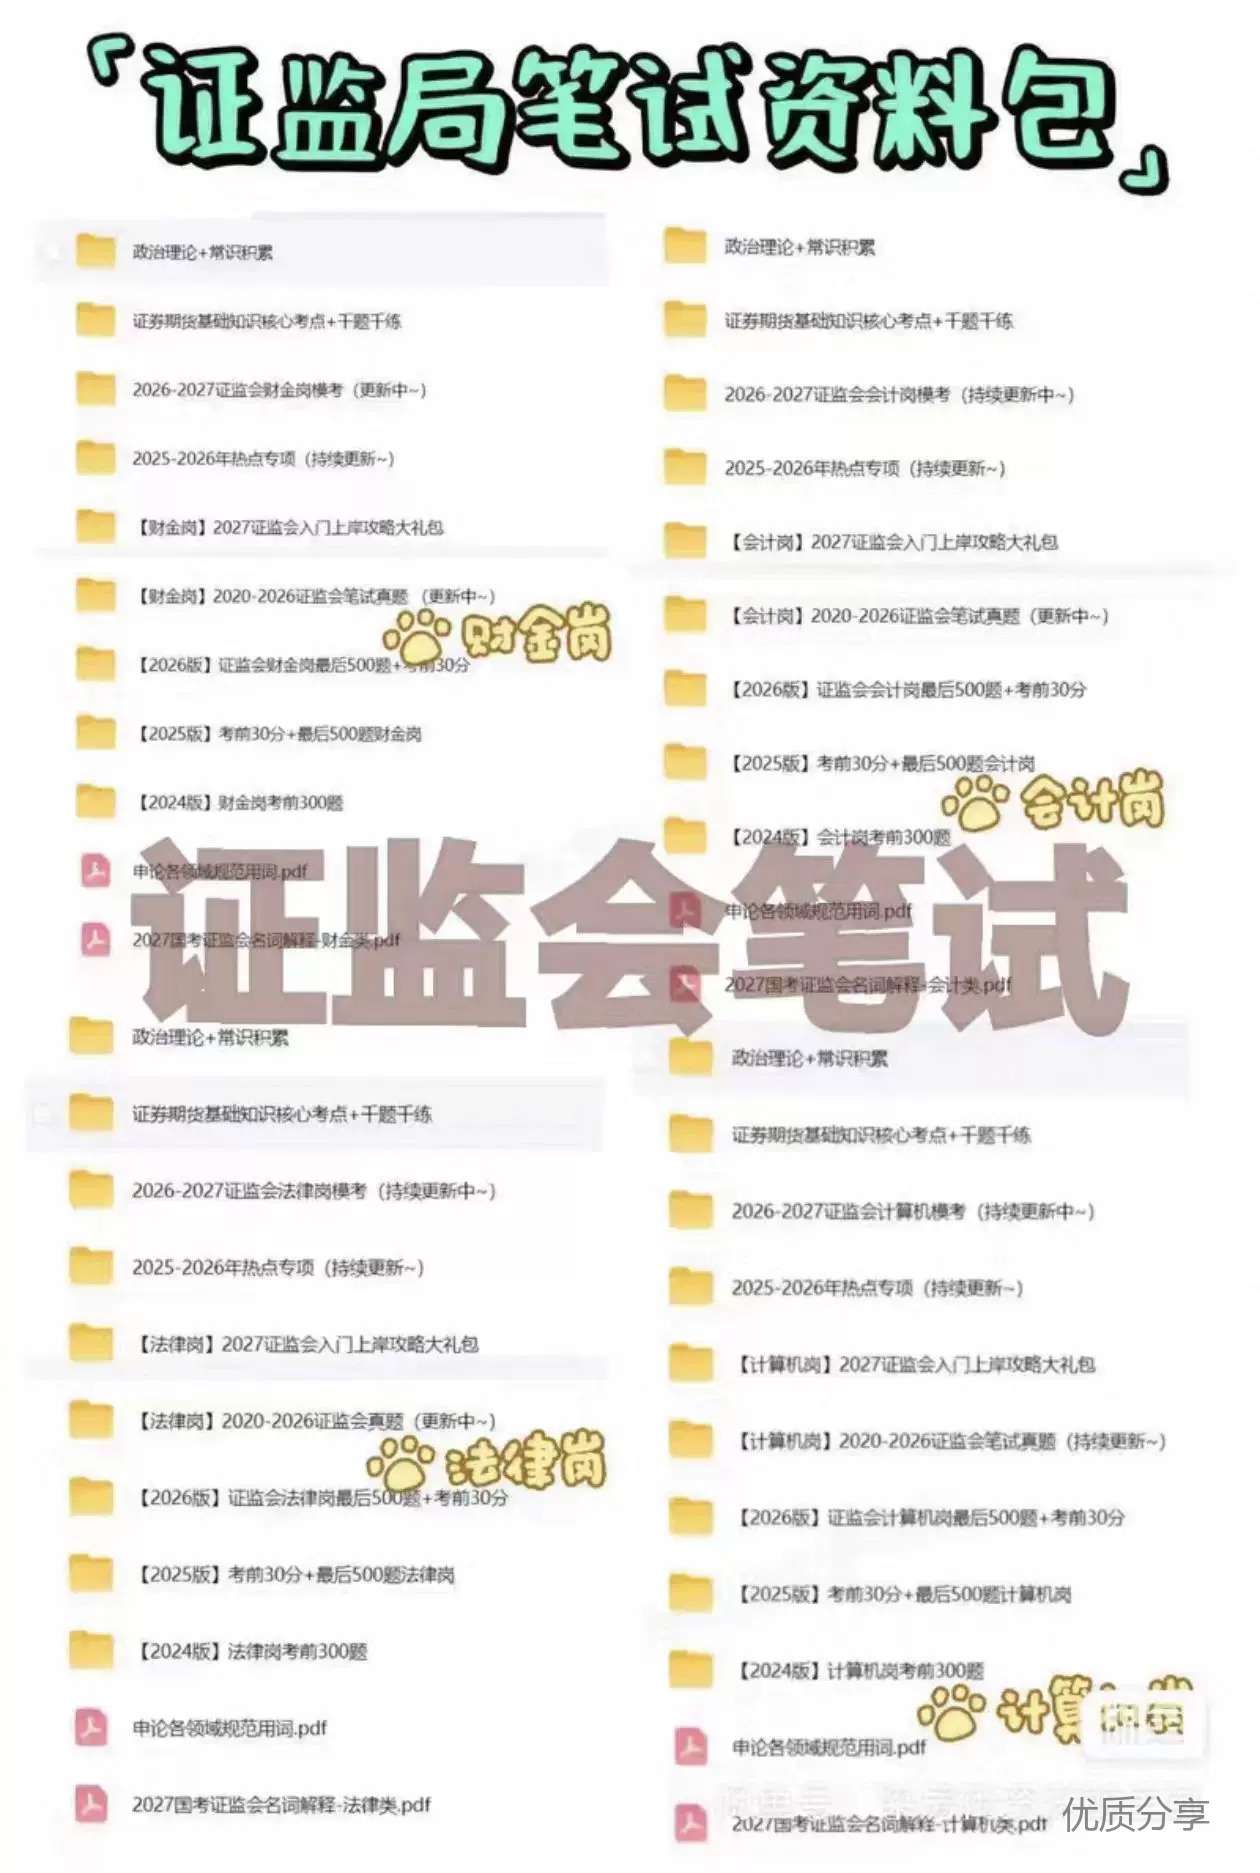 「证监局笔试资料包」
政治理论+常识积累
证券期货基础知识核心考点+千题千练
2026-2027证监会财金岗模考（更新中~）
2025-2026年热点专项（持续更新~）
【财金岗】2027证监会入门上岸攻略大礼包
【财金岗】2020-2026证监会笔试真题 （更新中~）
财金岗
【2026版】证监会财金岗最后500题+考前30分
【2025版】考前30分+最后500题财金岗
【2024版】财金岗考前300题
申论各领域规范用词.pdf
2027国考证监会名词解释-财金类.pdf
政治理论+常识积累
证券期货基础知识核心考点+千题千练
2026-2027证监会会计岗模考（持续更新中~）
2025-2026年热点专项（持续更新~）
【会计岗】2027证监会入门上岸攻略大礼包
【会计岗】2020-2026证监会笔试真题（更新中~）
【2026版】证监会会计岗最后500题+考前30分
【2025版】考前30分+最后500题会计岗
会计岗
【2024版】会计岗考前300题
申论各领域规范用词.pdf
2027国考证监会名词解释-会计类.pdf
证监会笔试
政治理论+常识积累
证券期货基础知识核心考点+千题千练
2026-2027证监会法律岗模考（持续更新中~）
2025-2026年热点专项（持续更新~）
【法律岗】2027证监会入门上岸攻略大礼包
【法律岗】2020-2026证监会真题（更新中~）
法律岗
【2026版】证监会法律岗最后500题+考前30分
【2025版】考前30分+最后500题法律岗
【2024版】法律岗考前300题
申论各领域规范用词.pdf
2027国考证监会名词解释-法律类.pdf
政治理论+常识积累
证券期货基础知识核心考点+千题千练
2026-2027证监会计算机模考（持续更新中~）
2025-2026年热点专项（持续更新~）
【计算机岗】2027证监会入门上岸攻略大礼包
【计算机岗】2020-2026证监会笔试真题（持续更新~）
【2026版】证监会计算机岗最后500题+考前30分
【2025版】考前30分+最后500题计算机岗
【2024版】计算机岗考前300题
计算机岗
申论各领域规范用词.pdf
2027国考证监会名词解释-计算机类.pdf
优质分享